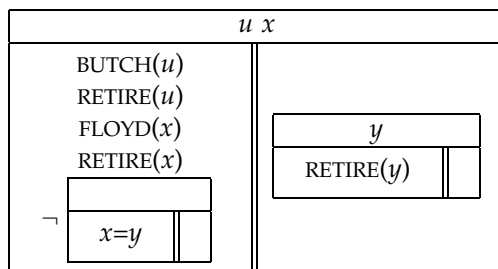 u x
BUTCH(u)
RETIRE(u)
FLOYD(x)
RETIRE(x)
¬ x=y
y
RETIRE(y)